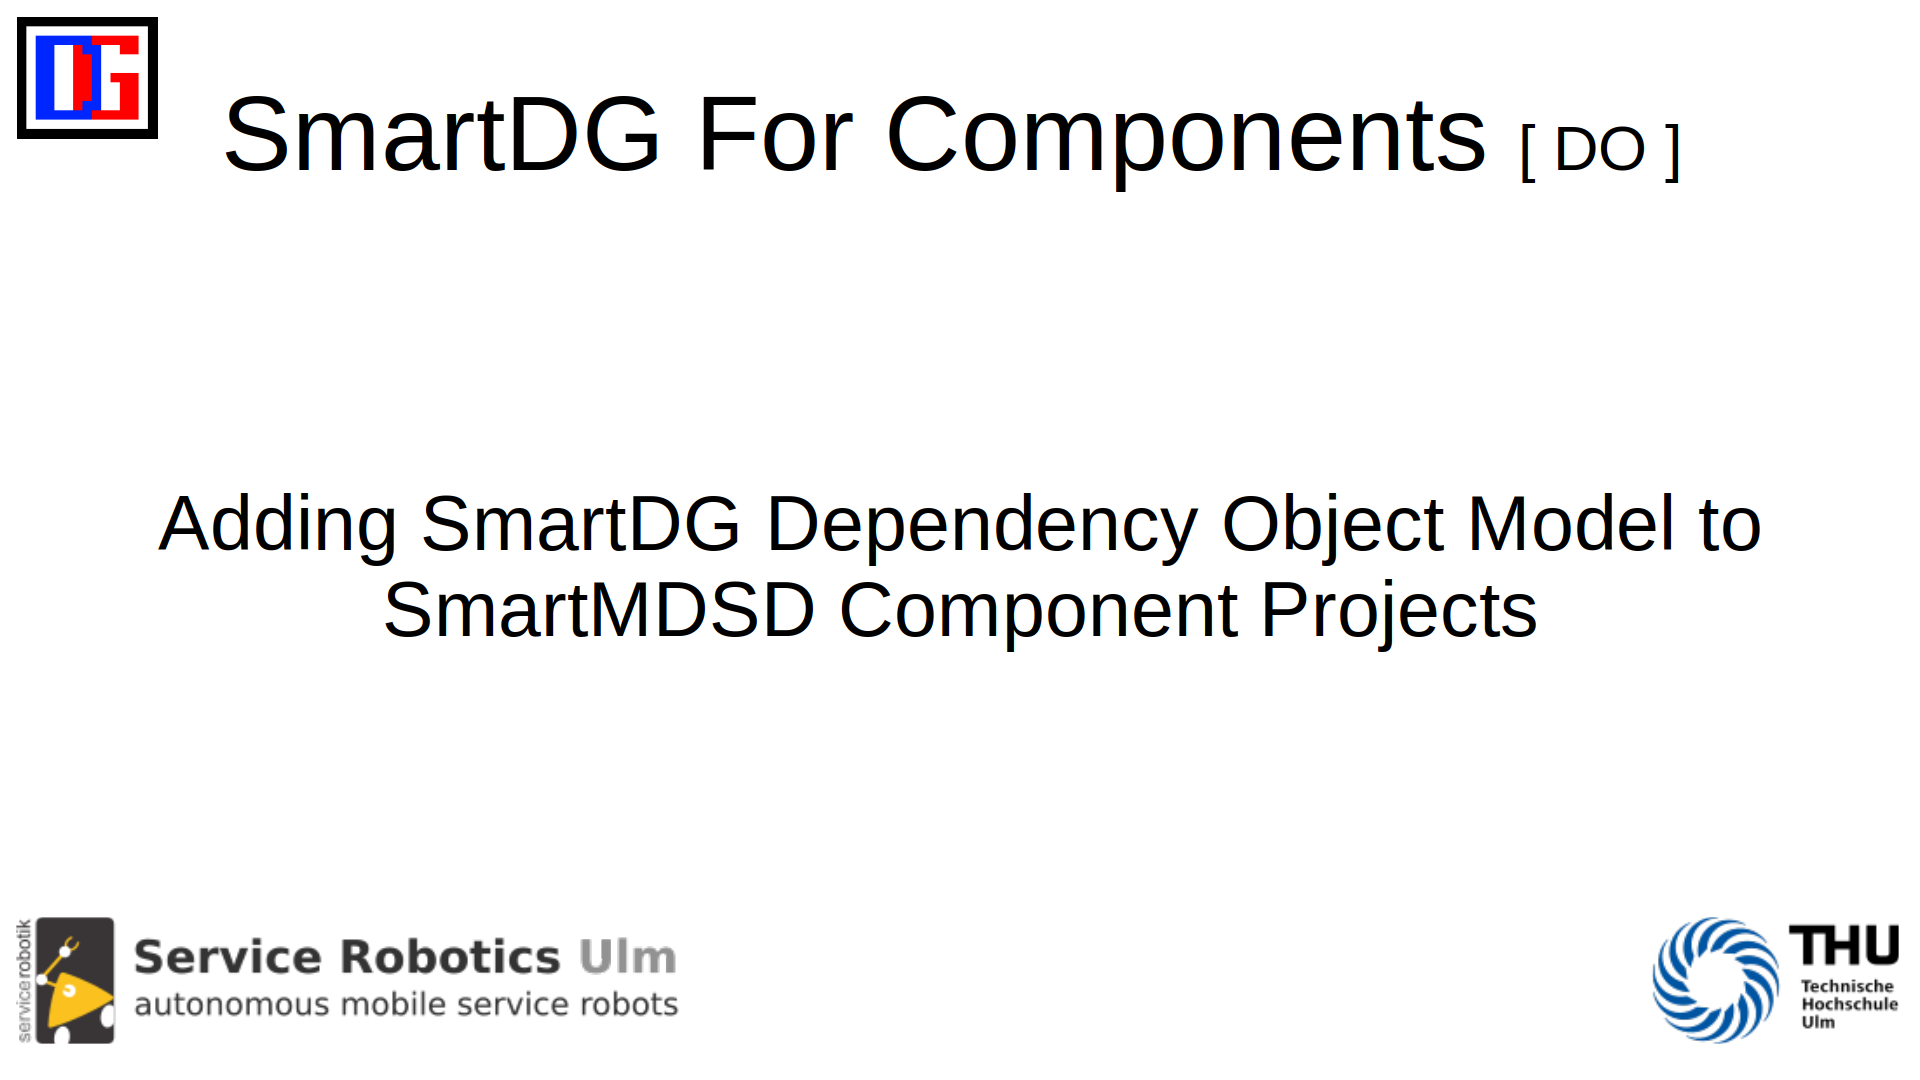 DG
SmartDG For Components [ DO ]
Adding SmartDG Dependency Object Model to
SmartMDSD Component Projects
servicerobotik
Service Robotics Ulm
autonomous mobile service robots
THU
Technische
Hochschule
Ulm